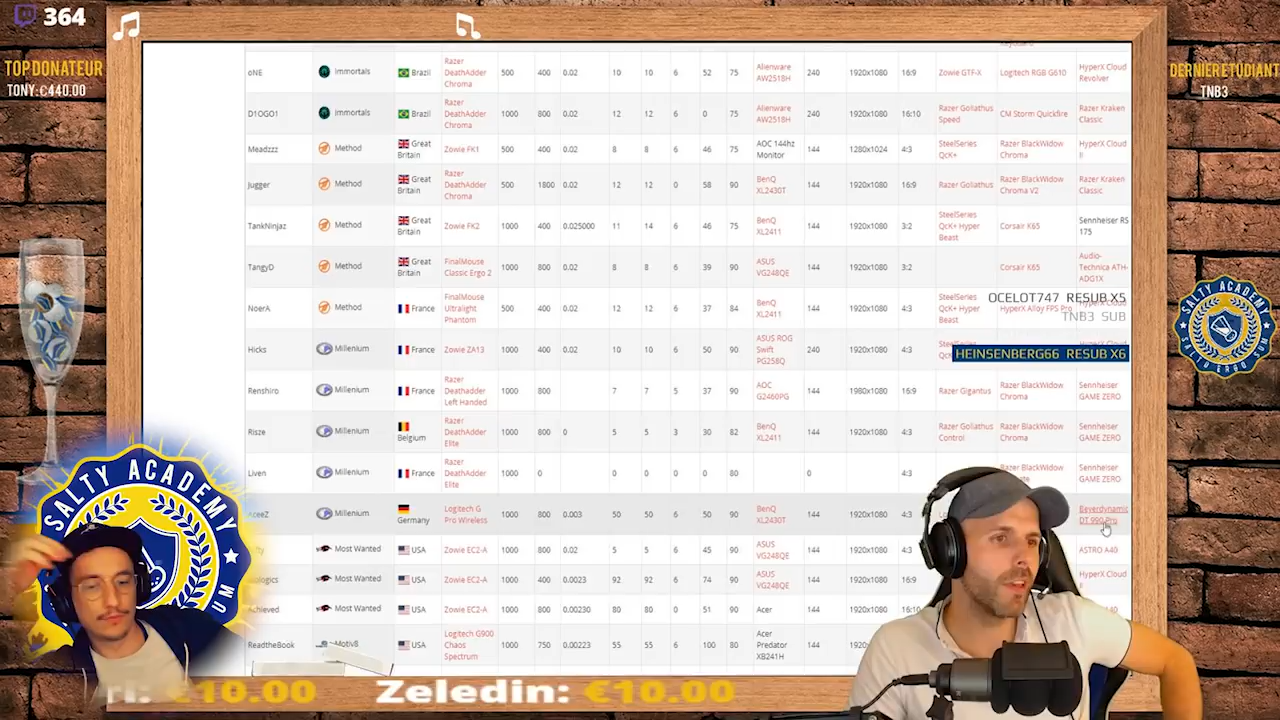 364
TOP DONATEUR
TONY: €440.00
DERNIER ETUDIANT
TNB3
oNE Immortals Brazil Razer DeathAdder Chroma 500 400 0.02 10 10 6 52 75 Alienware AW2518H 240 1920x1080 16:9 Zowie GTF-X Logitech RGB G610 HyperX Cloud Revolver
D1OGO1 Immortals Brazil Razer DeathAdder Chroma 1000 800 0.02 12 12 6 0 75 Alienware AW2518H 240 1920x1080 16:10 Razer Goliathus Speed CM Storm Quickfire Razer Kraken Classic
Meadzzz Method Great Britain Zowie FK1 500 400 0.02 8 8 6 46 75 AOC 144hz Monitor 144 1280x1024 4:3 SteelSeries QcK+ Razer BlackWidow Chroma HyperX Cloud II
Jugger Method Great Britain Razer DeathAdder Chroma 500 1800 0.02 12 12 0 58 90 BenQ XL2430T 144 1920x1080 16:9 Razer Goliathus Razer BlackWidow Chroma V2 Razer Kraken Classic
TankNinjaz Method Great Britain Zowie FK2 1000 400 0.025000 11 14 6 46 75 BenQ XL2411 144 1920x1080 3:2 SteelSeries QcK+ Hyper Beast Corsair K65 Sennheiser RS 175
TangyD Method Great Britain FinalMouse Classic Ergo 2 1000 800 0.02 8 8 6 39 90 ASUS VG248QE 144 1920x1080 3:2 Corsair K65 Audio-Technica ATH-ADG1X
OCELOT747 RESUB X5
NoerA Method France FinalMouse Ultralight Phantom 500 400 0.02 12 12 6 37 84 BenQ XL2411 144 1920x1080 4:3 SteelSeries QcK+ Hyper Beast HyperX Alloy FPS Pro
TNB3 SUB
Hicks Millenium France Zowie ZA13 1000 400 0.02 10 10 6 50 90 ASUS ROG Swift PG258Q 240 1920x1080 4:3
HEINSENBERG66 RESUB X6
Renshiro Millenium France Razer Deathadder Left Handed 1000 800 7 7 5 37 90 AOC G2460PG 144 1980x1080 16:9 Razer Gigantus Razer BlackWidow Chroma Sennheiser GAME ZERO
Risze Millenium Belgium Razer DeathAdder Elite 1000 800 0 5 5 3 30 82 BenQ XL2411 144 1920x1080 4:3 Razer Goliathus Control Razer BlackWidow Chroma Sennheiser GAME ZERO
Liven Millenium France Razer DeathAdder Elite 1000 0 0 0 0 80 0 4:3 Razer BlackWidow Sennheiser GAME ZERO
Millenium Germany Logitech G Pro Wireless 1000 800 0.003 50 50 6 50 90 BenQ XL2430T 144 1920x1080 4:3 Beyerdynamic DT 990 Pro
Most Wanted USA Zowie EC2-A 1000 800 0.02 5 5 6 45 90 ASUS VG248QE 144 1920x1080 4:3 ASTRO A40
Most Wanted USA Zowie EC2-A 1000 400 0.0023 92 92 6 74 90 ASUS VG248QE 144 1920x1080 16:9 HyperX Cloud II
Achieved Most Wanted USA Zowie EC2-A 1000 800 0.00230 80 80 0 51 90 Acer 144 1920x1080 16:10
ReadtheBook Motiv8 USA Logitech G900 Chaos Spectrum 1000 750 0.00223 55 55 6 100 80 Acer Predator XB241H 144
SALTY ACADEMY
SALTO ERGO SUM
SALTY ACADEMY
UM
€10.00 Zeledin: €10.00